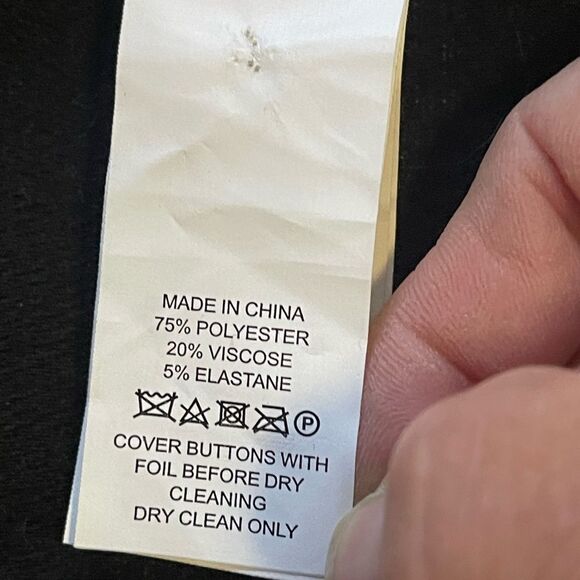 MADE IN CHINA
75% POLYESTER
20% VISCOSE
5% ELASTANE
P
COVER BUTTONS WITH
FOIL BEFORE DRY
CLEANING
DRY CLEAN ONLY